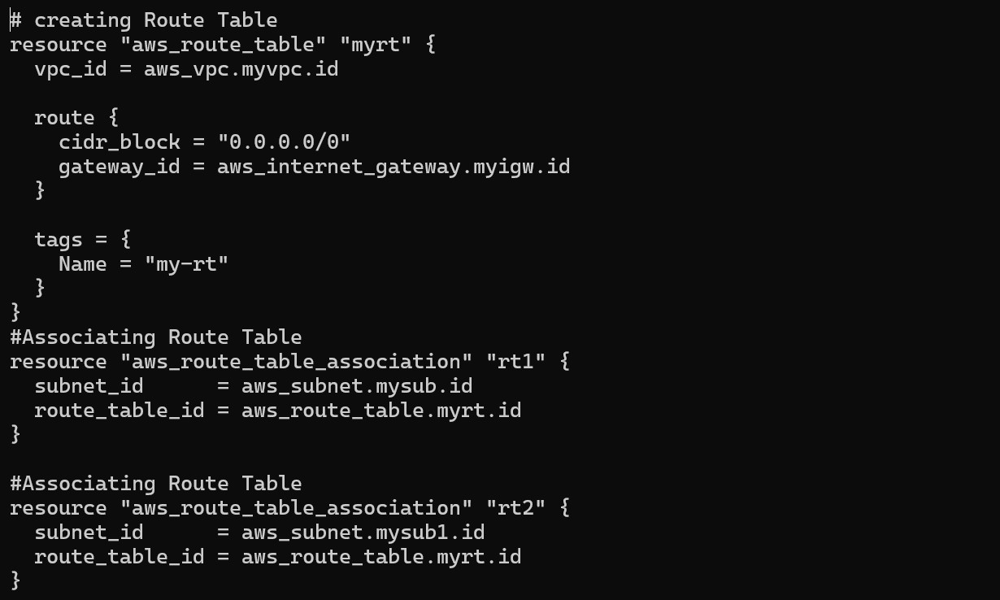 # creating Route Table
resource "aws_route_table" "myrt" {
  vpc_id = aws_vpc.myvpc.id

  route {
    cidr_block = "0.0.0.0/0"
    gateway_id = aws_internet_gateway.myigw.id
  }

  tags = {
    Name = "my-rt"
  }
}
#Associating Route Table
resource "aws_route_table_association" "rt1" {
  subnet_id      = aws_subnet.mysub.id
  route_table_id = aws_route_table.myrt.id
}

#Associating Route Table
resource "aws_route_table_association" "rt2" {
  subnet_id      = aws_subnet.mysub1.id
  route_table_id = aws_route_table.myrt.id
}